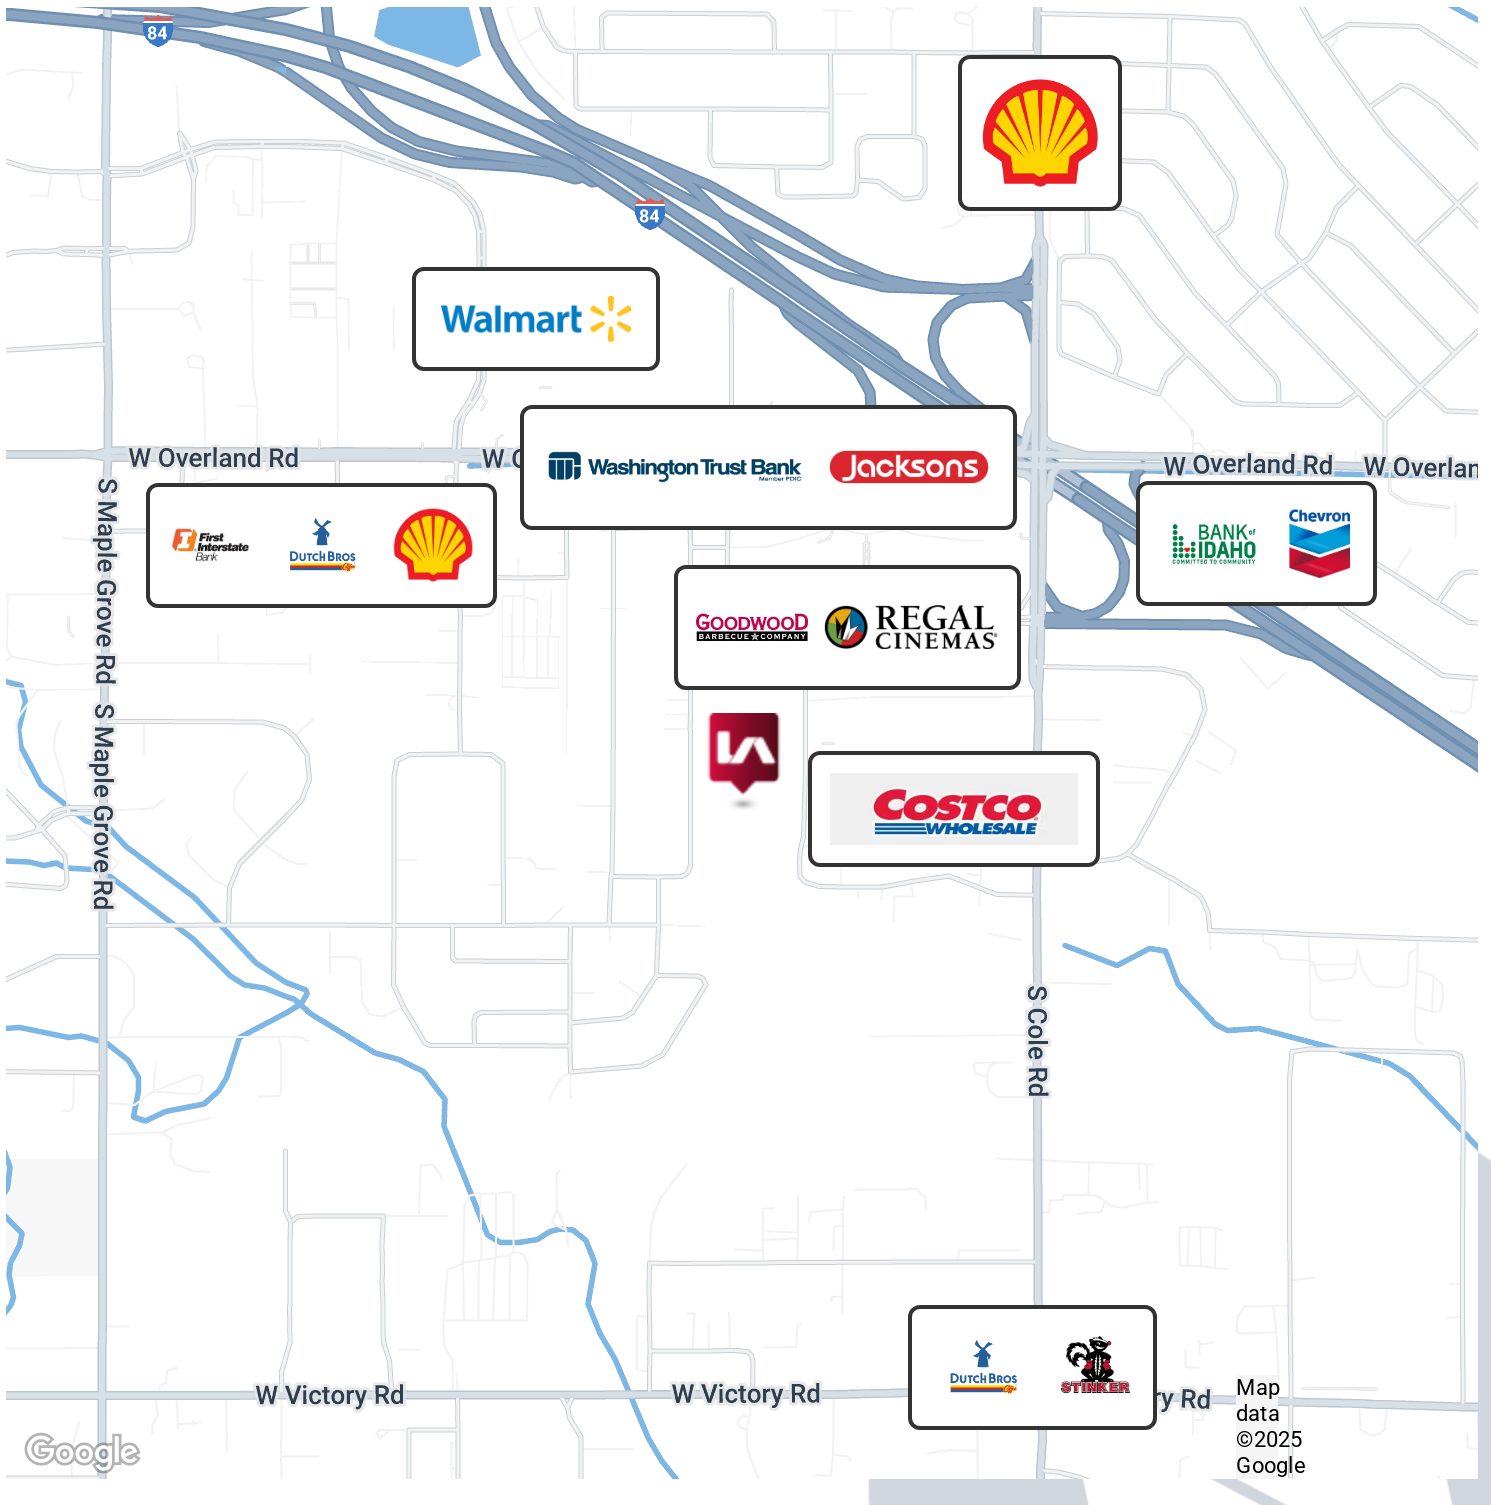 84
84
Walmart
W Overland Rd
W O
Washington Trust Bank
Member FDIC
Jacksons
W Overland Rd
W Overlan
First
Interstate
Bank
DUTCH BROS
BANK of
IDAHO
COMMITTED TO COMMUNITY
Chevron
S Maple Grove Rd
GOODWOOD
BARBECUE COMPANY
REGAL
CINEMAS
S Maple Grove Rd
LA
COSTCO
WHOLESALE
S Cole Rd
DUTCH BROS
STINKER
W Victory Rd
W Victory Rd
ry Rd
Map
data
©2025
Google
Google